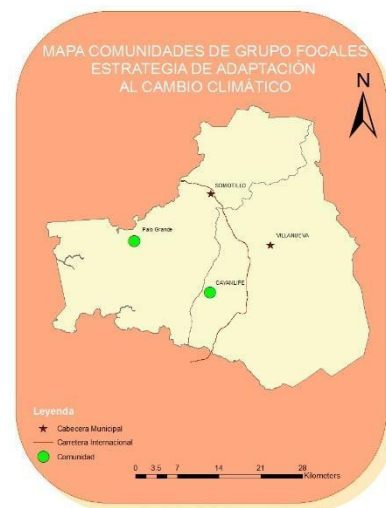 MAPA COMUNIDADES DE GRUPO FOCALES
ESTRATEGIA DE ADAPTACIÓN
AL CAMBIO CLIMÁTICO
N
SOMOTILLO
Palo Grande
VILLANUEVA
CAYANLIPE
Leyenda
Cabecera Municipal
Carretera Internacional
Comunidad
0 3.5 7 14 21 28
Kilometers